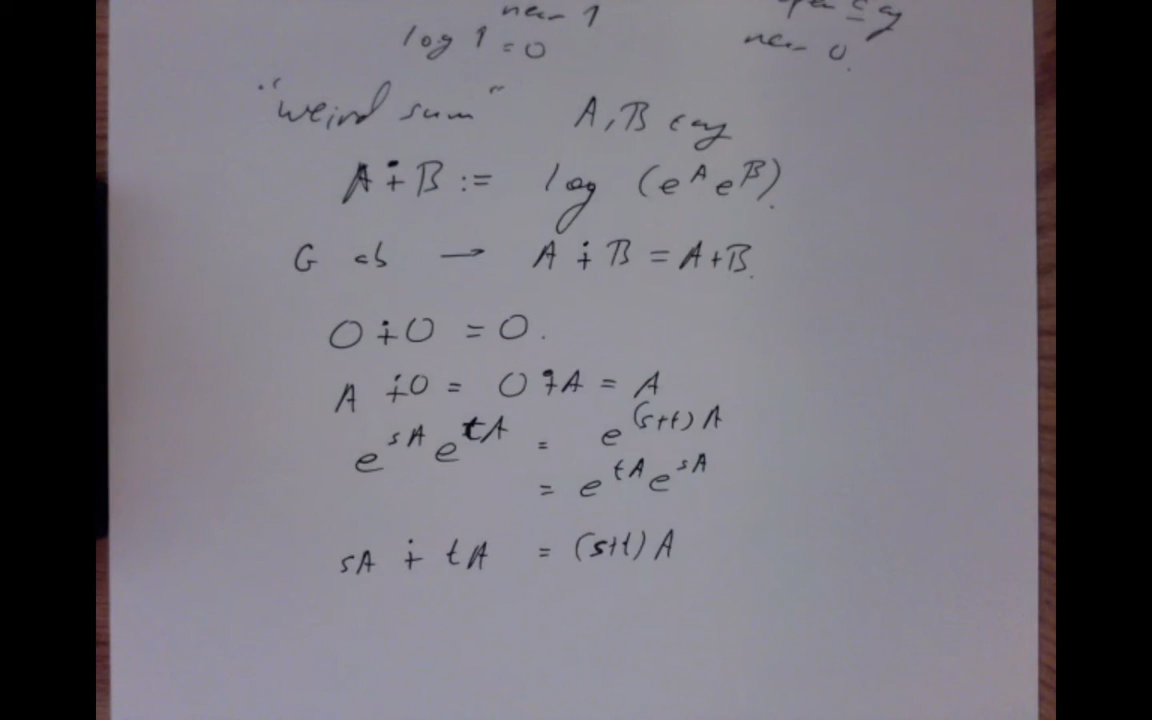 near 1
log 1 = 0
near 0.
"weird sum" A, B ∈ 𝔤
A ∔ B := log (e^A e^B).
G ab → A ∔ B = A + B.
0 ∔ 0 = 0.
A ∔ 0 = 0 ∔ A = A
e^{sA} e^{tA} = e^{(s+t)A}
= e^{tA} e^{sA}
sA ∔ tA = (s+t)A